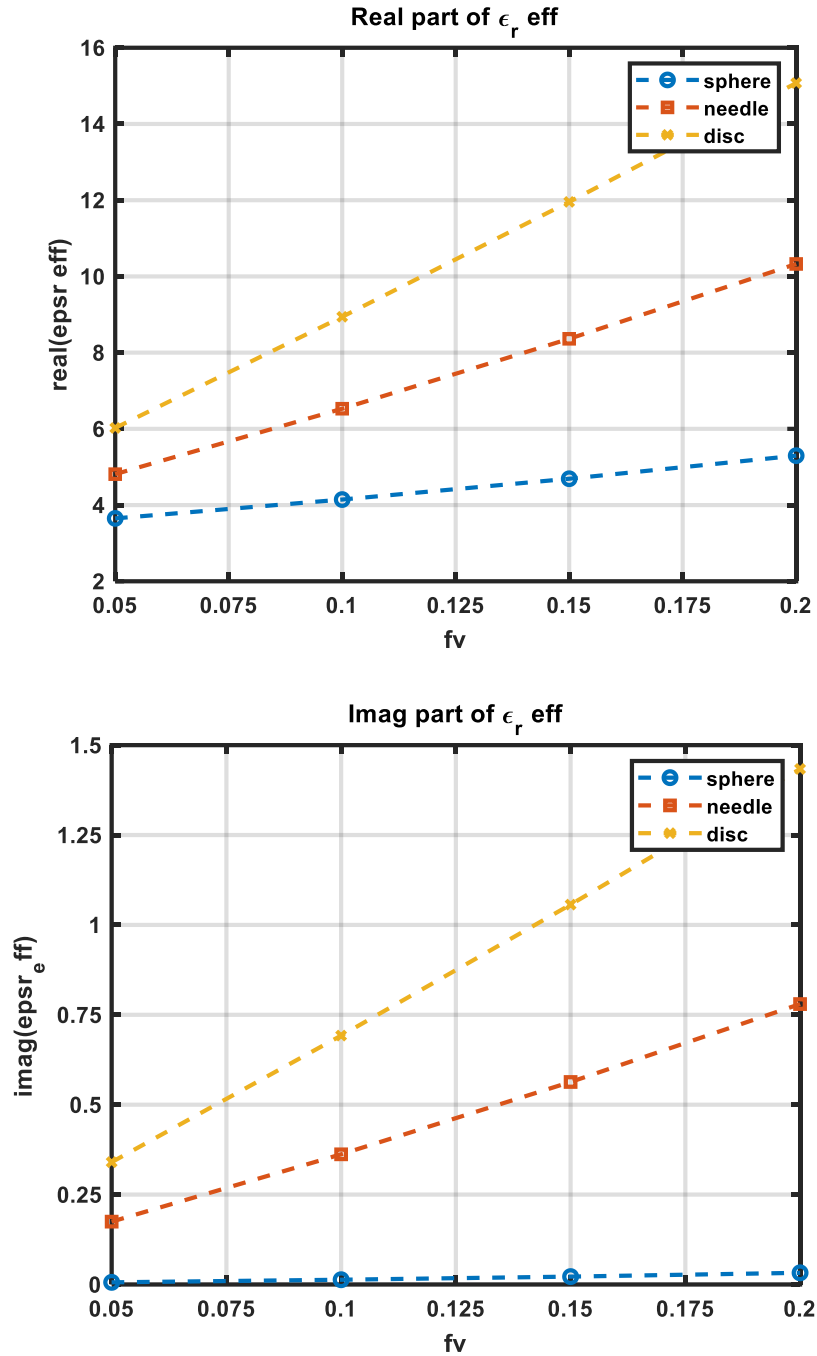 Real part of ϵr eff
16
14
12
10
8
6
4
2
real(epsr eff)
sphere
needle
disc
0.05 0.075 0.1 0.125 0.15 0.175 0.2
fv
Imag part of ϵr eff
1.5
1.25
1
0.75
0.5
0.25
0
imag(epsreff)
sphere
needle
disc
0.05 0.075 0.1 0.125 0.15 0.175 0.2
fv